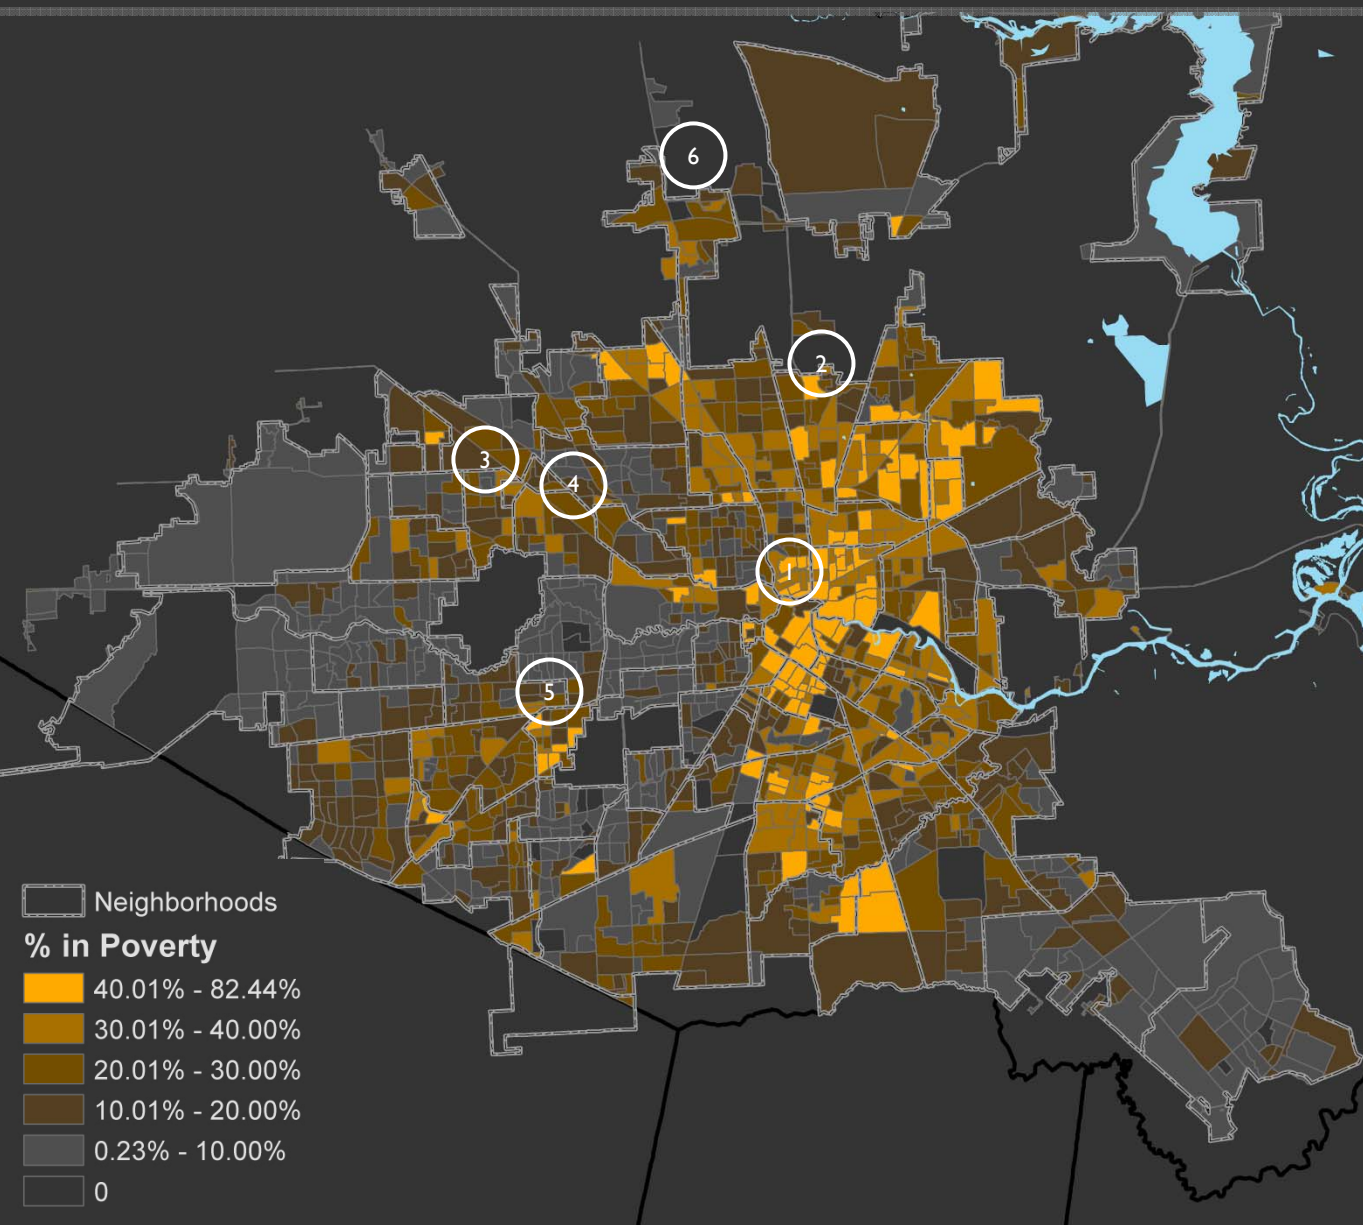 6
2
3
4
1
5
Neighborhoods
% in Poverty
40.01% - 82.44%
30.01% - 40.00%
20.01% - 30.00%
10.01% - 20.00%
0.23% - 10.00%
0